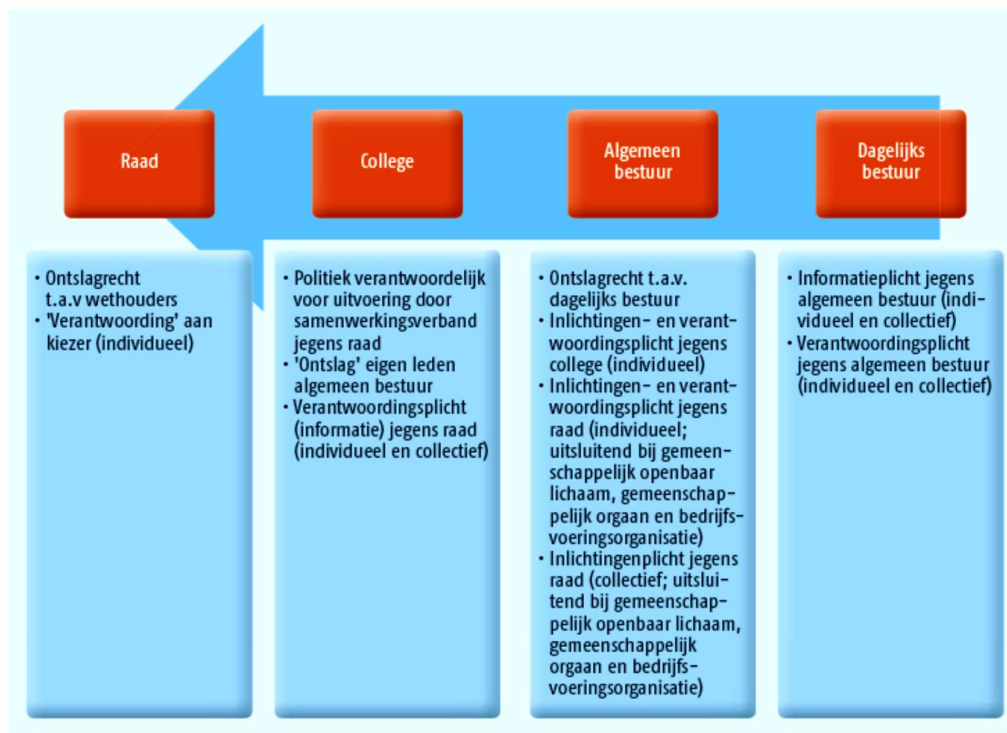 Raad
College
Algemeen
bestuur
Dagelijks
bestuur
· Ontslagrecht
t.a.v wethouders
· 'Verantwoording' aan
kiezer (individueel)
· Politiek verantwoordelijk
voor uitvoering door
samenwerkingsverband
jegens raad
· 'Ontslag' eigen leden
algemeen bestuur
· Verantwoordingsplicht
(informatie) jegens raad
(individueel en collectief)
· Ontslagrecht t.a.v.
dagelijks bestuur
· Inlichtingen- en verant-
woordingsplicht jegens
college (individueel)
· Inlichtingen- en verant-
woordingsplicht jegens
raad (individueel;
uitsluitend bij gemeen-
schappelijk openbaar
lichaam, gemeenschap-
pelijk orgaan en bedrijfs-
voeringsorganisatie)
· Inlichtingenplicht jegens
raad (collectief; uitslui-
tend bij gemeenschap-
pelijk openbaar lichaam,
gemeenschappelijk
orgaan en bedrijfs-
voeringsorganisatie)
· Informatieplicht jegens
algemeen bestuur (indi-
vidueel en collectief)
· Verantwoordingsplicht
jegens algemeen bestuur
(individueel en collectief)